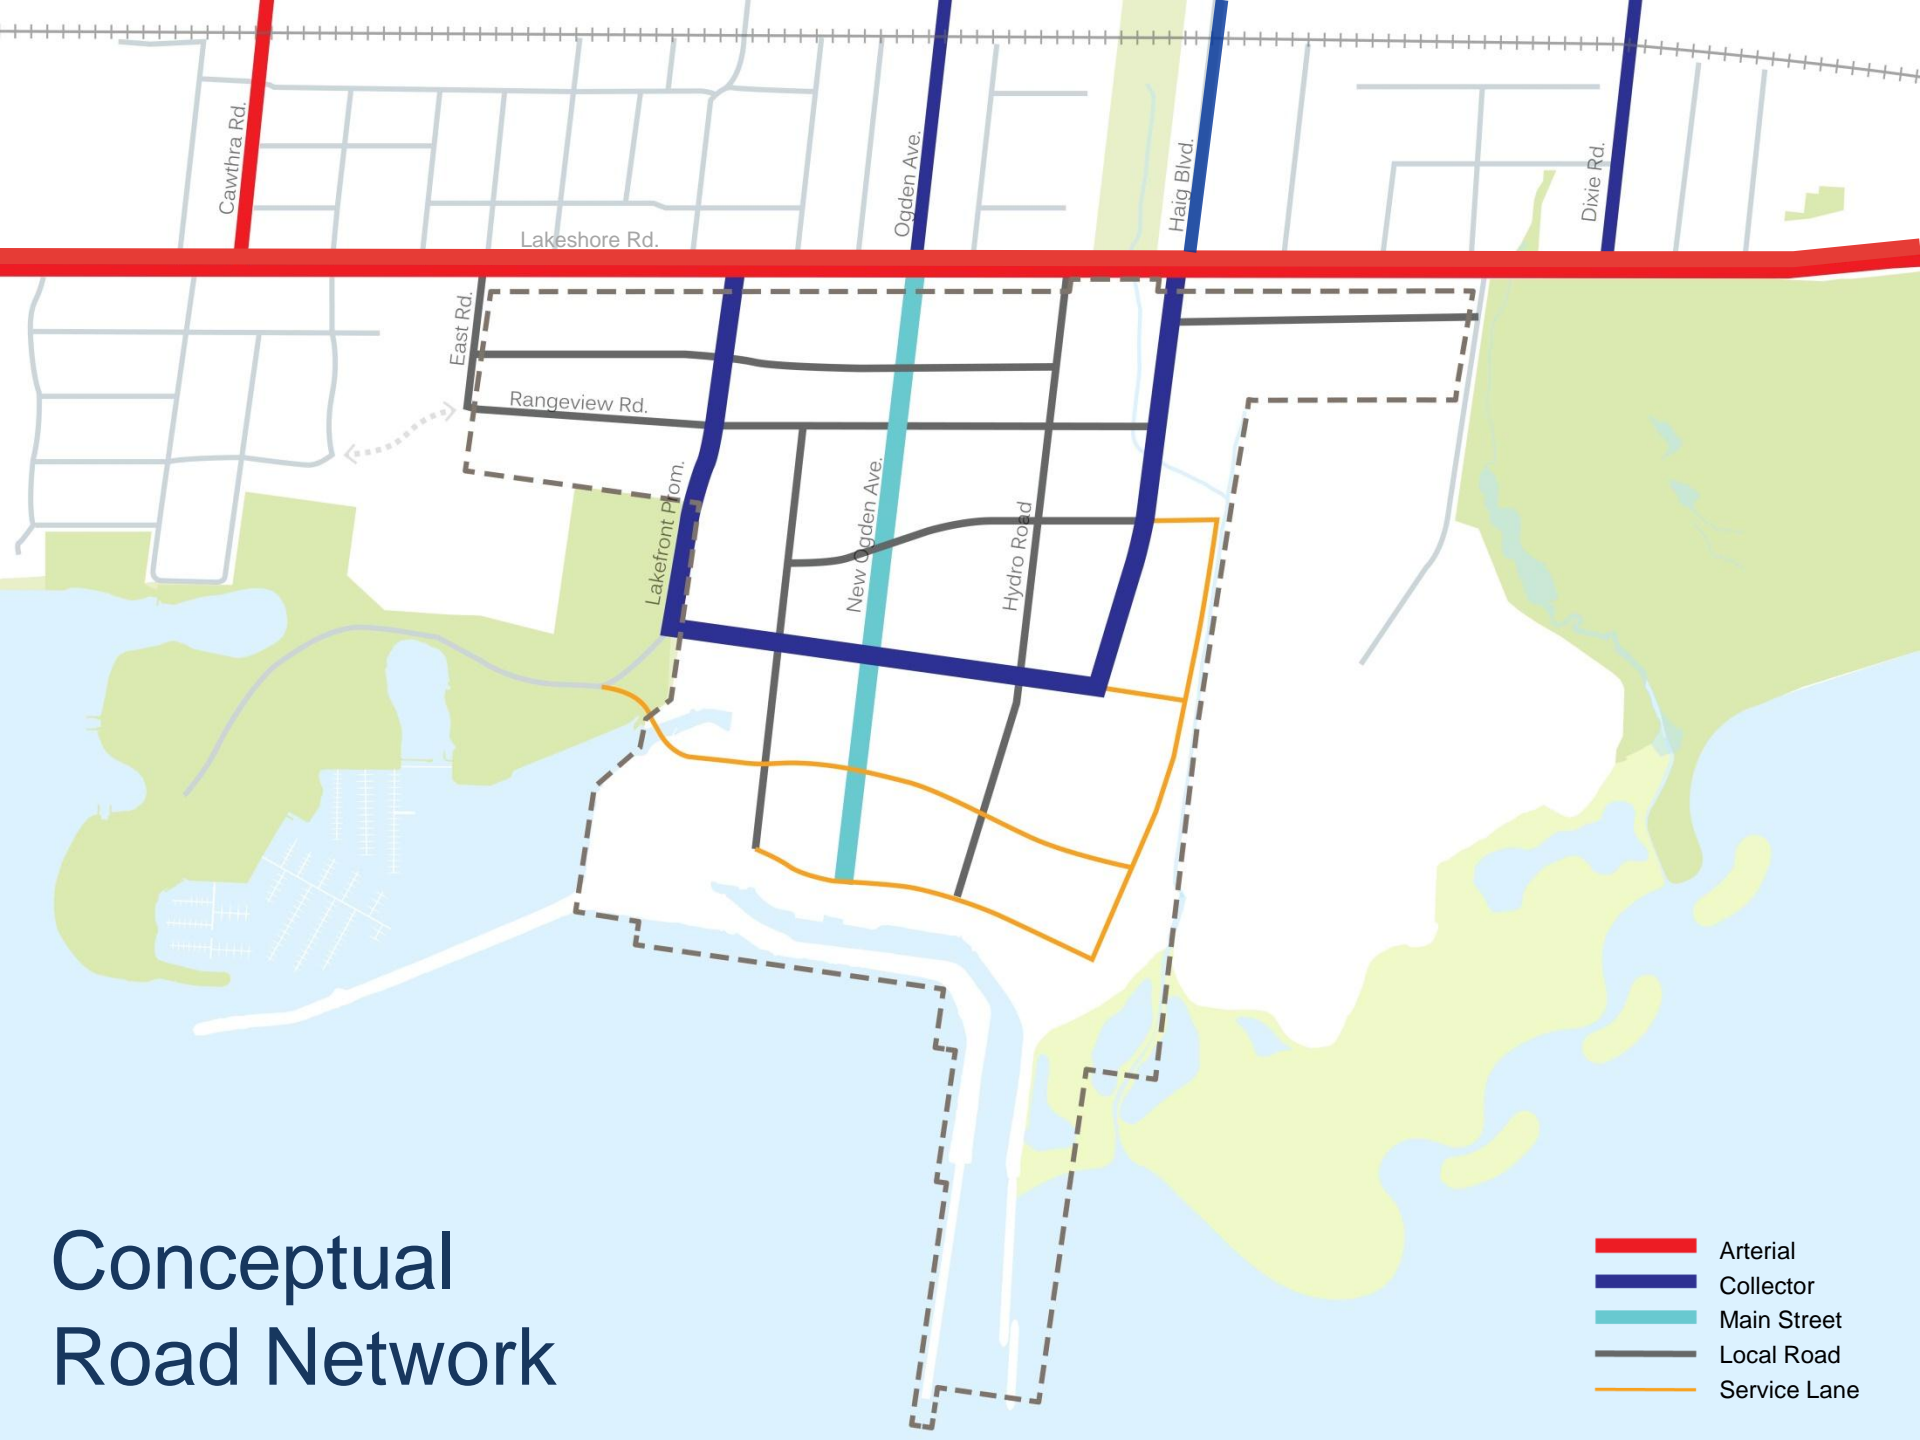 Cawthra Rd.
Ogden Ave.
Haig Blvd.
Dixie Rd.
Lakeshore Rd.
East Rd.
Rangeview Rd.
Lakefront Prom.
New Ogden Ave.
Hydro Road
Conceptual
Road Network
Arterial
Collector
Main Street
Local Road
Service Lane